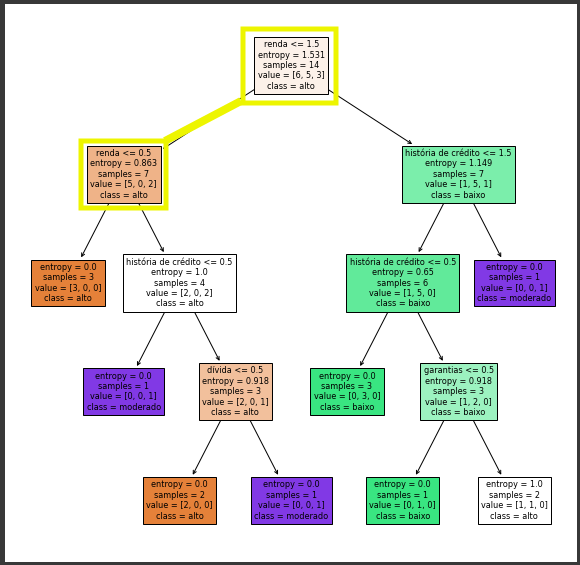 renda <= 1.5
entropy = 1.531
samples = 14
value = [6, 5, 3]
class = alto
renda <= 0.5
entropy = 0.863
samples = 7
value = [5, 0, 2]
class = alto
história de crédito <= 1.5
entropy = 1.149
samples = 7
value = [1, 5, 1]
class = baixo
entropy = 0.0
samples = 3
value = [3, 0, 0]
class = alto
história de crédito <= 0.5
entropy = 1.0
samples = 4
value = [2, 0, 2]
class = alto
história de crédito <= 0.5
entropy = 0.65
samples = 6
value = [1, 5, 0]
class = baixo
entropy = 0.0
samples = 1
value = [0, 0, 1]
class = moderado
entropy = 0.0
samples = 1
value = [0, 0, 1]
class = moderado
dívida <= 0.5
entropy = 0.918
samples = 3
value = [2, 0, 1]
class = alto
entropy = 0.0
samples = 3
value = [0, 3, 0]
class = baixo
garantias <= 0.5
entropy = 0.918
samples = 3
value = [1, 2, 0]
class = baixo
entropy = 0.0
samples = 2
value = [2, 0, 0]
class = alto
entropy = 0.0
samples = 1
value = [0, 0, 1]
class = moderado
entropy = 0.0
samples = 1
value = [0, 1, 0]
class = baixo
entropy = 1.0
samples = 2
value = [1, 1, 0]
class = alto